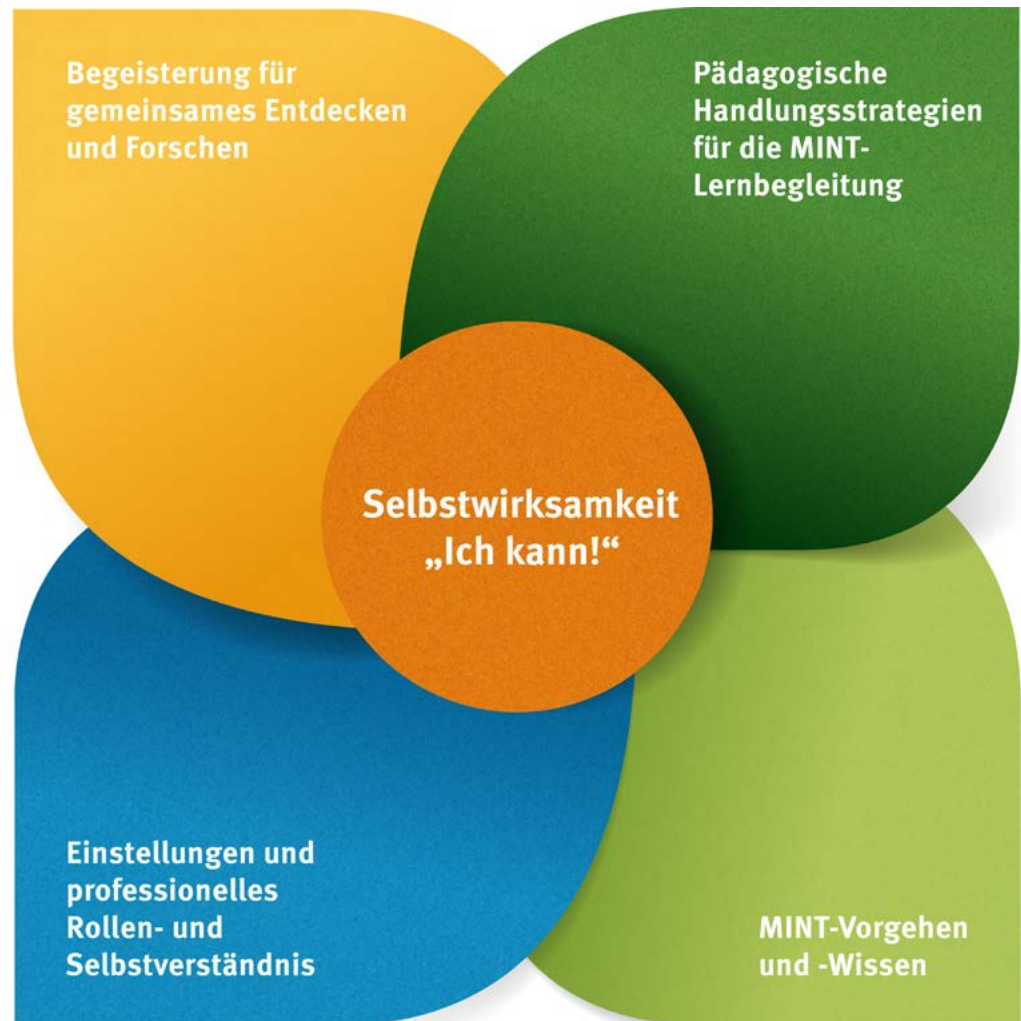 Begeisterung für
gemeinsames Entdecken
und Forschen
Pädagogische
Handlungsstrategien
für die MINT-
Lernbegleitung
Selbstwirksamkeit
„Ich kann!“
Einstellungen und
professionelles
Rollen- und
Selbstverständnis
MINT-Vorgehen
und -Wissen